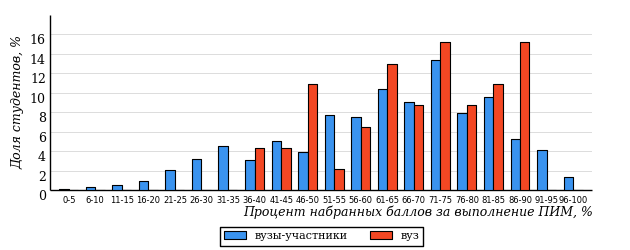 Доля студентов, %
16
14
12
10
8
6
4
2
0
0-5 6-10 11-15 16-20 21-25 26-30 31-35 36-40 41-45 46-50 51-55 56-60 61-65 66-70 71-75 76-80 81-85 86-90 91-95 96-100
Процент набранных баллов за выполнение ПИМ, %
вузы-участники вуз